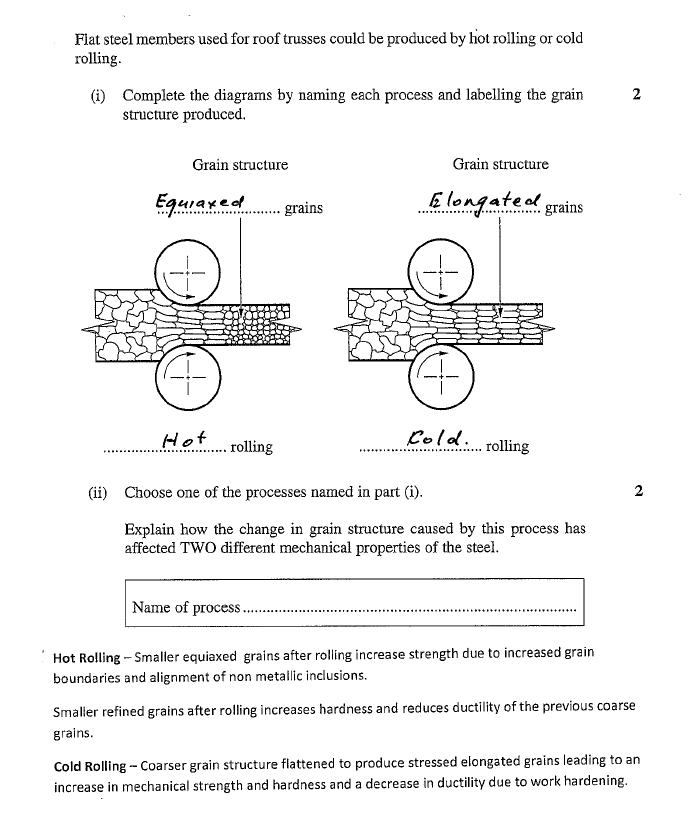 Flat steel members used for roof trusses could be produced by hot rolling or cold
rolling.
(i) Complete the diagrams by naming each process and labelling the grain 2
structure produced.
Grain structure Grain structure
Equiaxed grains Elongated grains
Hot rolling Cold. rolling
(ii) Choose one of the processes named in part (i). 2
Explain how the change in grain structure caused by this process has
affected TWO different mechanical properties of the steel.
Name of process
Hot Rolling – Smaller equiaxed grains after rolling increase strength due to increased grain
boundaries and alignment of non metallic inclusions.
Smaller refined grains after rolling increases hardness and reduces ductility of the previous coarse
grains.
Cold Rolling – Coarser grain structure flattened to produce stressed elongated grains leading to an
increase in mechanical strength and hardness and a decrease in ductility due to work hardening.